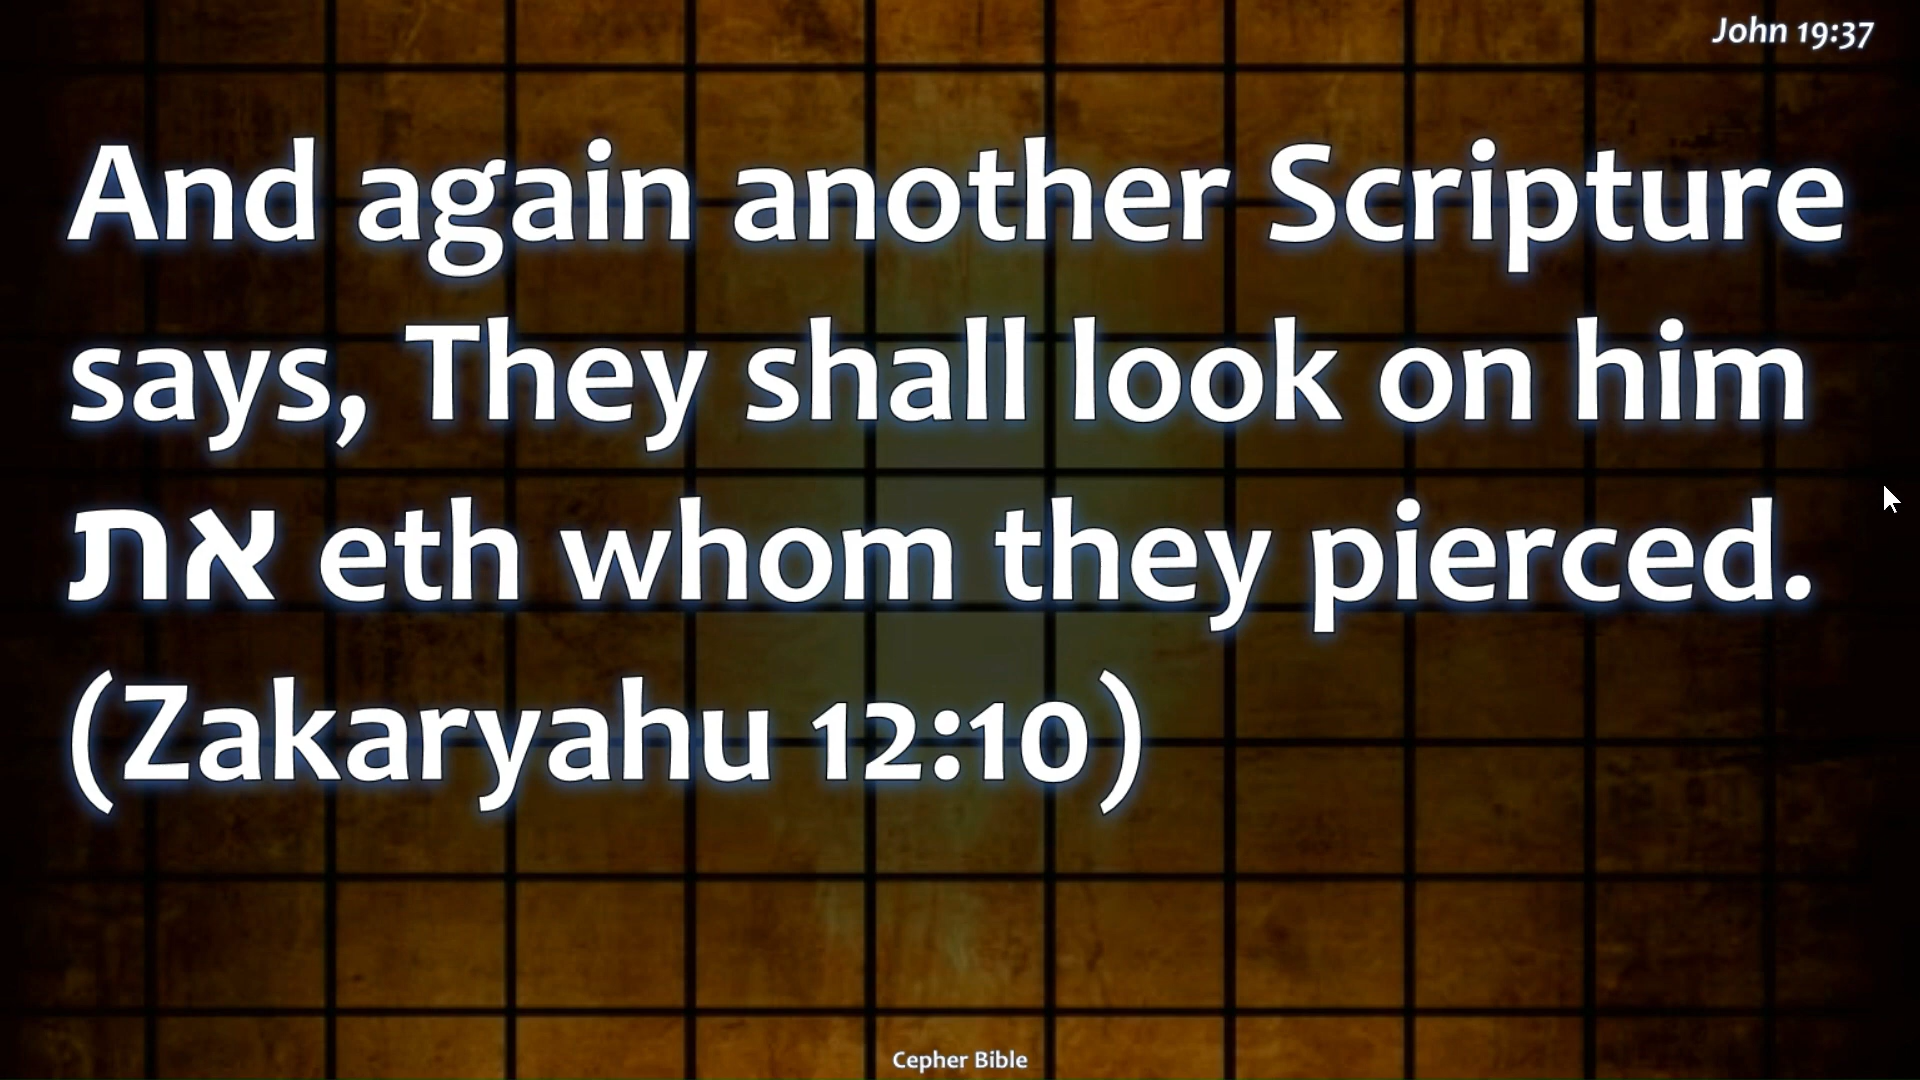 John 19:37
And again another Scripture
says, They shall look on him
את eth whom they pierced.
(Zakaryahu 12:10)
Cepher Bible